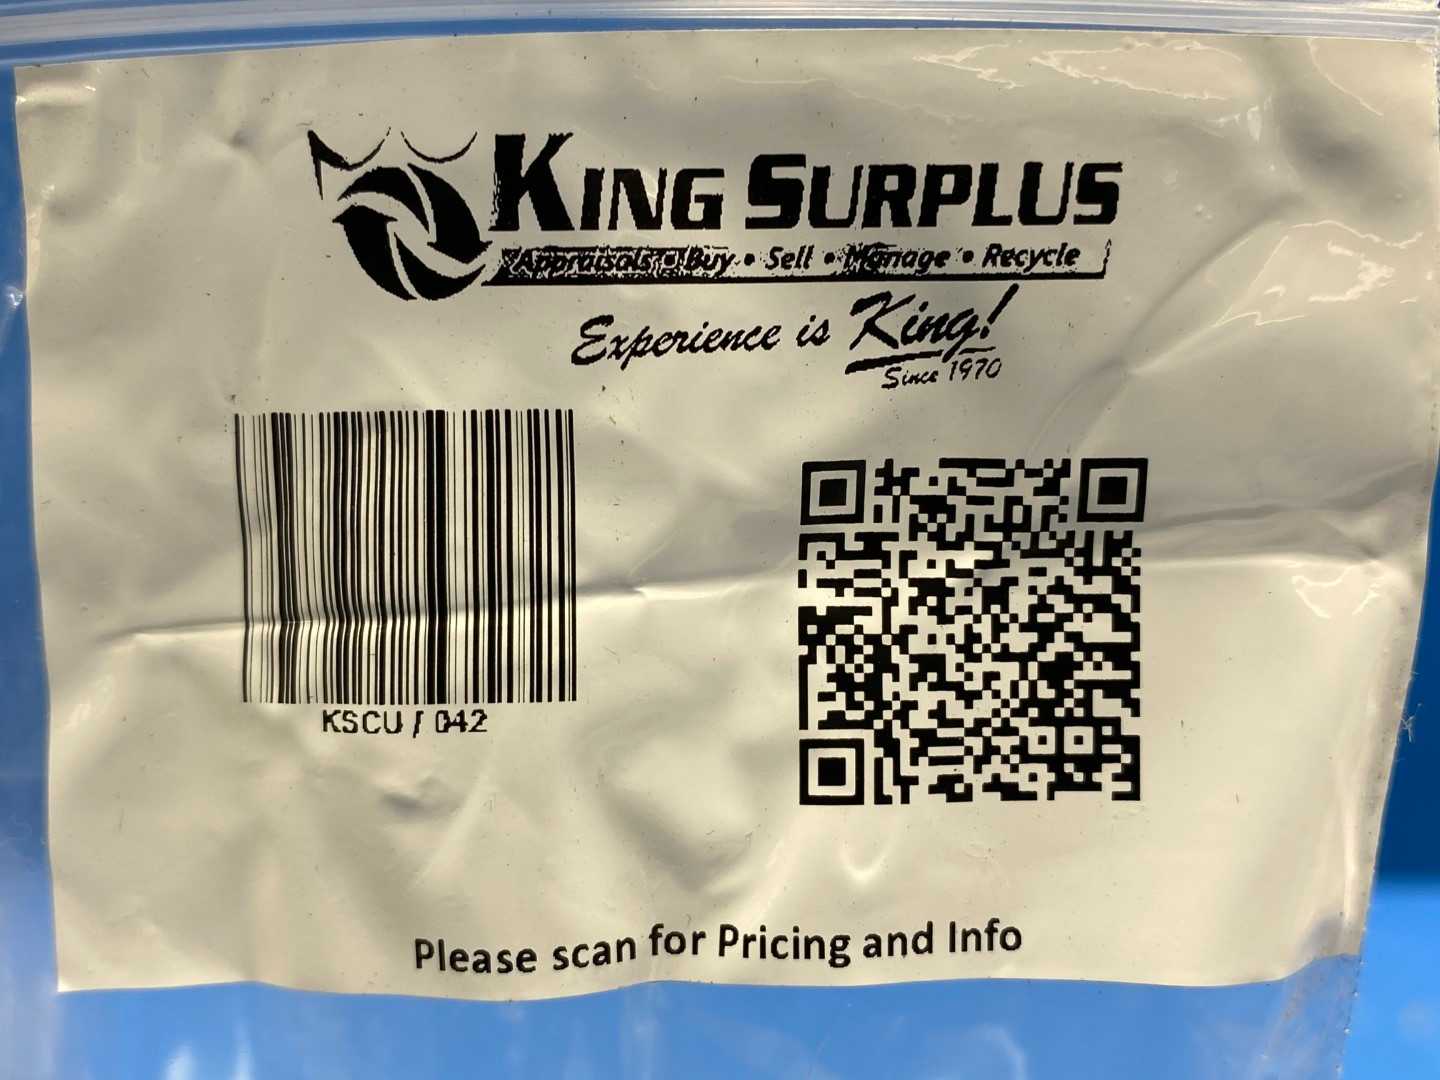 KING SURPLUS
Appraisals • Buy • Sell • Manage • Recycle
Experience is King!
Since 1970
KSCU / 042
Please scan for Pricing and Info